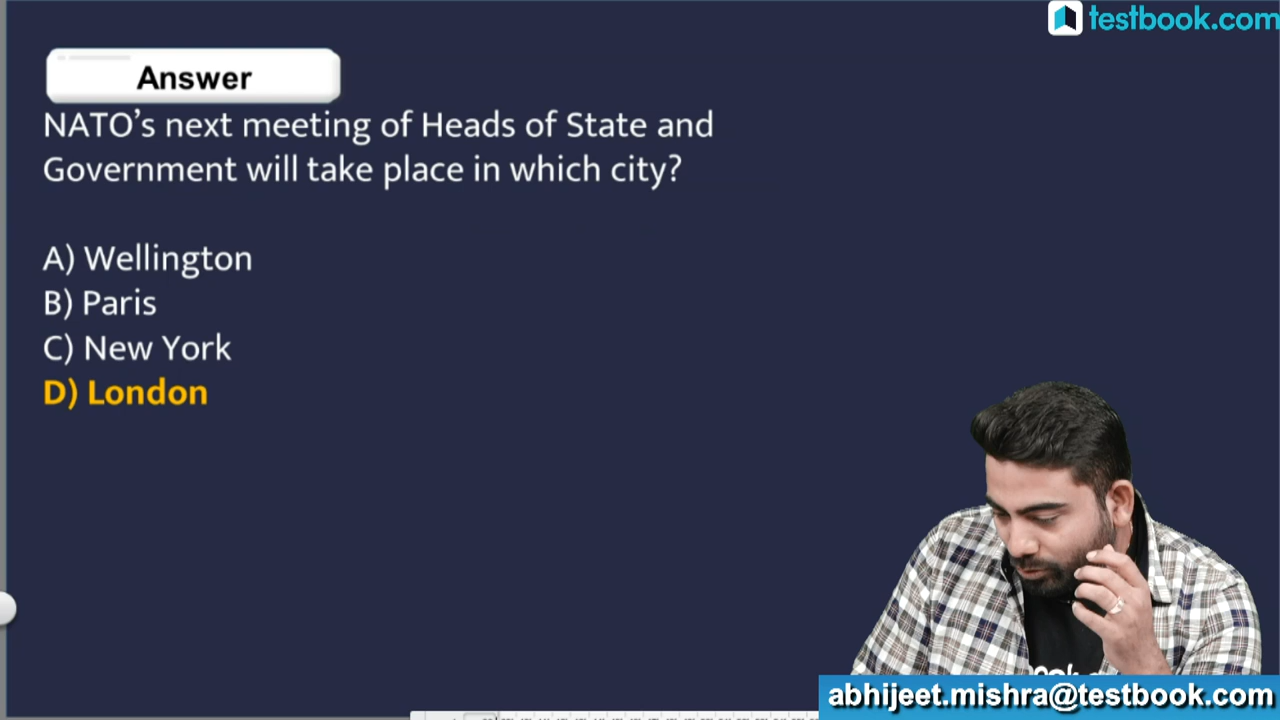 testbook.com
Answer
NATO’s next meeting of Heads of State and
Government will take place in which city?
A) Wellington
B) Paris
C) New York
D) London
abhijeet.mishra@testbook.com